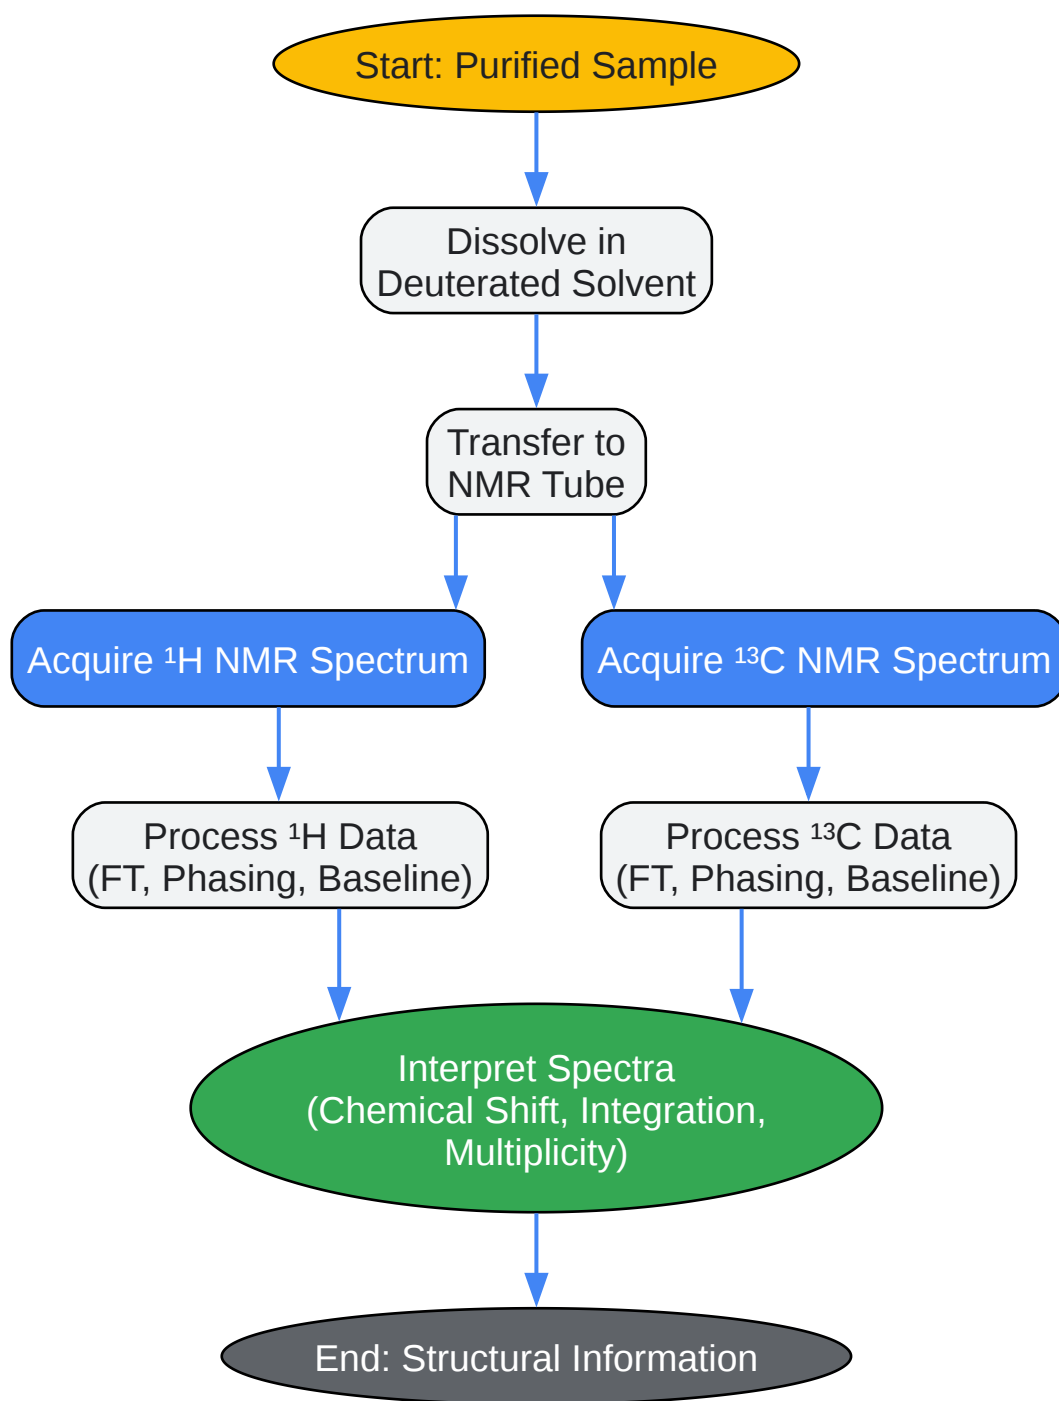 Start: Purified Sample
Dissolve in
Deuterated Solvent
Transfer to
NMR Tube
Acquire ¹H NMR Spectrum
Acquire ¹³C NMR Spectrum
Process ¹H Data
(FT, Phasing, Baseline)
Process ¹³C Data
(FT, Phasing, Baseline)
Interpret Spectra
(Chemical Shift, Integration,
Multiplicity)
End: Structural Information